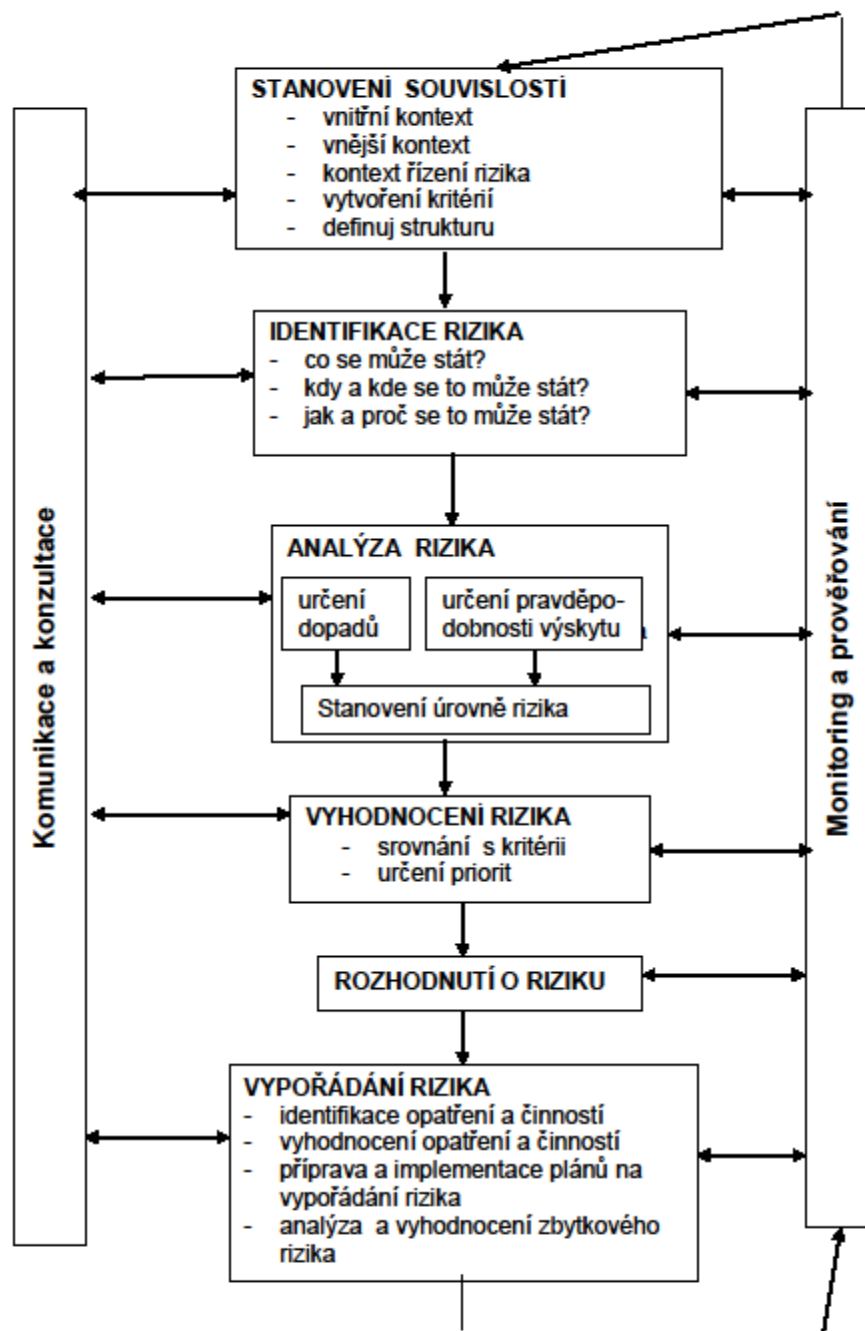 STANOVENÍ SOUVISLOSTÍ
- vnitřní kontext
- vnější kontext
- kontext řízení rizika
- vytvoření kritérií
- definuj strukturu
IDENTIFIKACE RIZIKA
- co se může stát?
- kdy a kde se to může stát?
- jak a proč se to může stát?
ANALÝZA RIZIKA
určení
dopadů
určení pravděpo-
dobnosti výskytu
Stanovení úrovně rizika
VYHODNOCENÍ RIZIKA
- srovnání s kritérii
- určení priorit
ROZHODNUTÍ O RIZIKU
VYPOŘÁDÁNÍ RIZIKA
- identifikace opatření a činností
- vyhodnocení opatření a činností
- příprava a implementace plánů na
vypořádání rizika
- analýza a vyhodnocení zbytkového
rizika
Komunikace a konzultace
Monitoring a prověřování